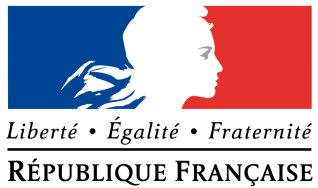 Liberté • Égalité • Fraternité
RÉPUBLIQUE FRANÇAISE